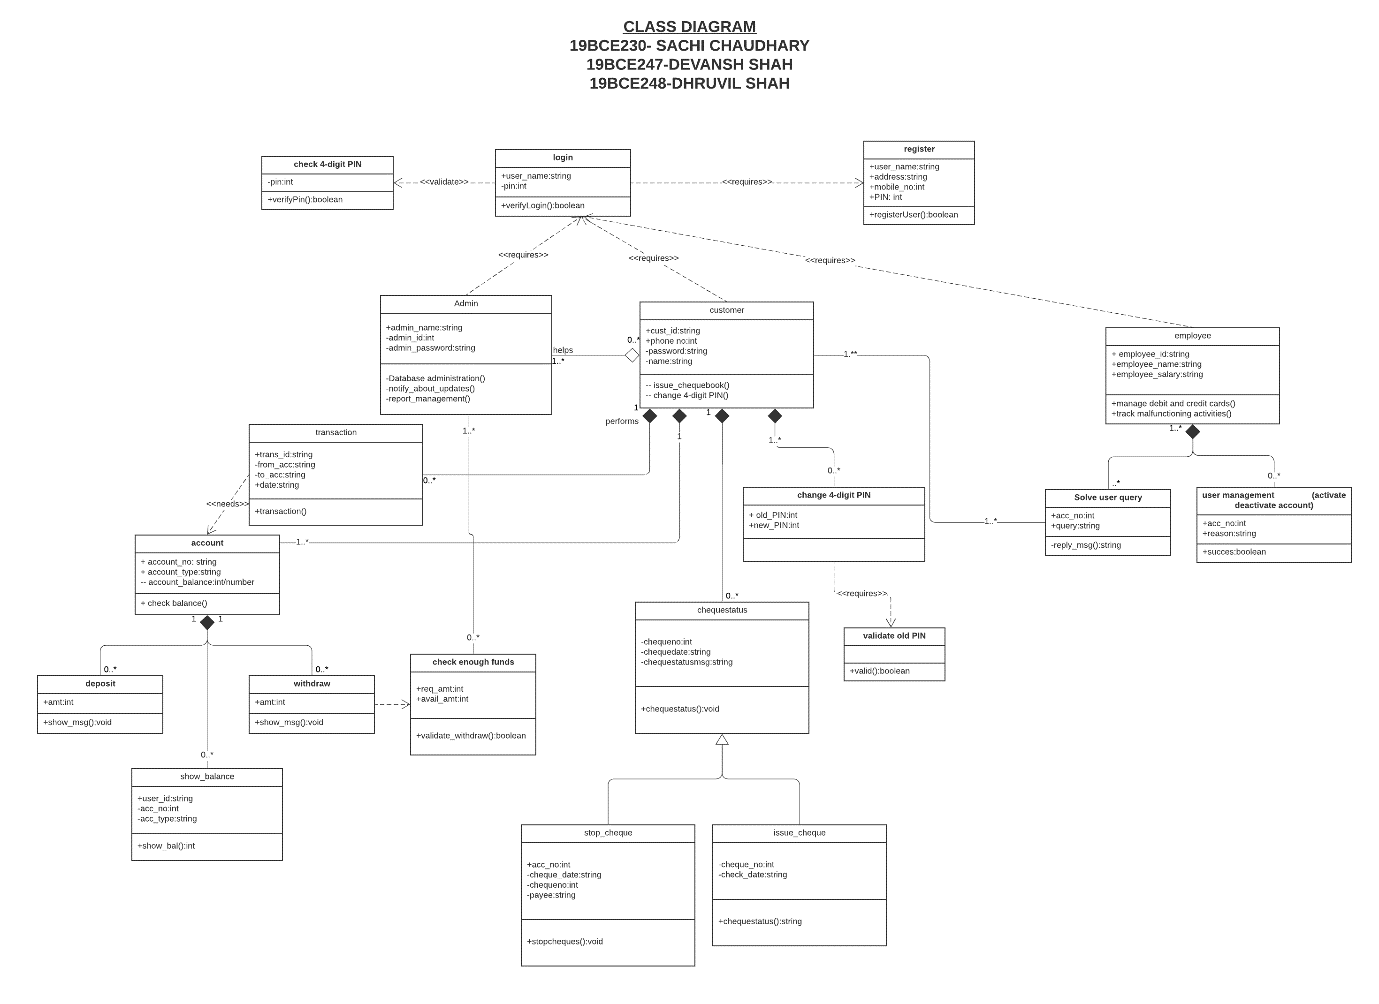 CLASS DIAGRAM
19BCE230- SACHI CHAUDHARY
19BCE247-DEVANSH SHAH
19BCE248-DHRUVIL SHAH
check 4-digit PIN
-pin:int
+verifyPin():boolean
<<validate>>
login
+user_name:string
-pin:int
+verifyLogin():boolean
<<requires>>
register
+user_name:string
+address:string
+mobile_no:int
+PIN: int
+registerUser():boolean
<<requires>>
<<requires>>
<<requires>>
Admin
+admin_name:string
-admin_id:int
-admin_password:string
-Database administration()
-notify_about_updates()
-report_management()
helps
1..*
0..*
customer
+cust_id:string
+phone no:int
-password:string
-name:string
-- issue_chequebook()
-- change 4-digit PIN()
1..**
employee
+ employee_id:string
+employee_name:string
+employee_salary:string
+manage debit and credit cards()
+track malfunctioning activities()
1
performs
1
1
1..*
1..*
1..*
transaction
+trans_id:string
-from_acc:string
-to_acc:string
+date:string
+transaction()
0..*
<<needs>>
0..*
change 4-digit PIN
+ old_PIN:int
+new_PIN:int
..*
0..*
Solve user query
+acc_no:int
+query:string
-reply_msg():string
1..*
user management (activate
deactivate account)
+acc_no:int
+reason:string
+succes:boolean
account
+ account_no: string
+ account_type:string
-- account_balance:int/number
+ check balance()
1..*
1
1
<<requires>>
0..*
chequestatus
-chequeno:int
-chequedate:string
-chequestatusmsg:string
+chequestatus():void
validate old PIN
+valid():boolean
0..*
0..*
0..*
deposit
+amt:int
+show_msg():void
withdraw
+amt:int
+show_msg():void
check enough funds
+req_amt:int
+avail_amt:int
+validate_withdraw():boolean
0..*
show_balance
+user_id:string
-acc_no:int
-acc_type:string
+show_bal():int
stop_cheque
+acc_no:int
-cheque_date:string
-chequeno:int
-payee:string
+stopcheques():void
issue_cheque
-cheque_no:int
-check_date:string
+chequestatus():string